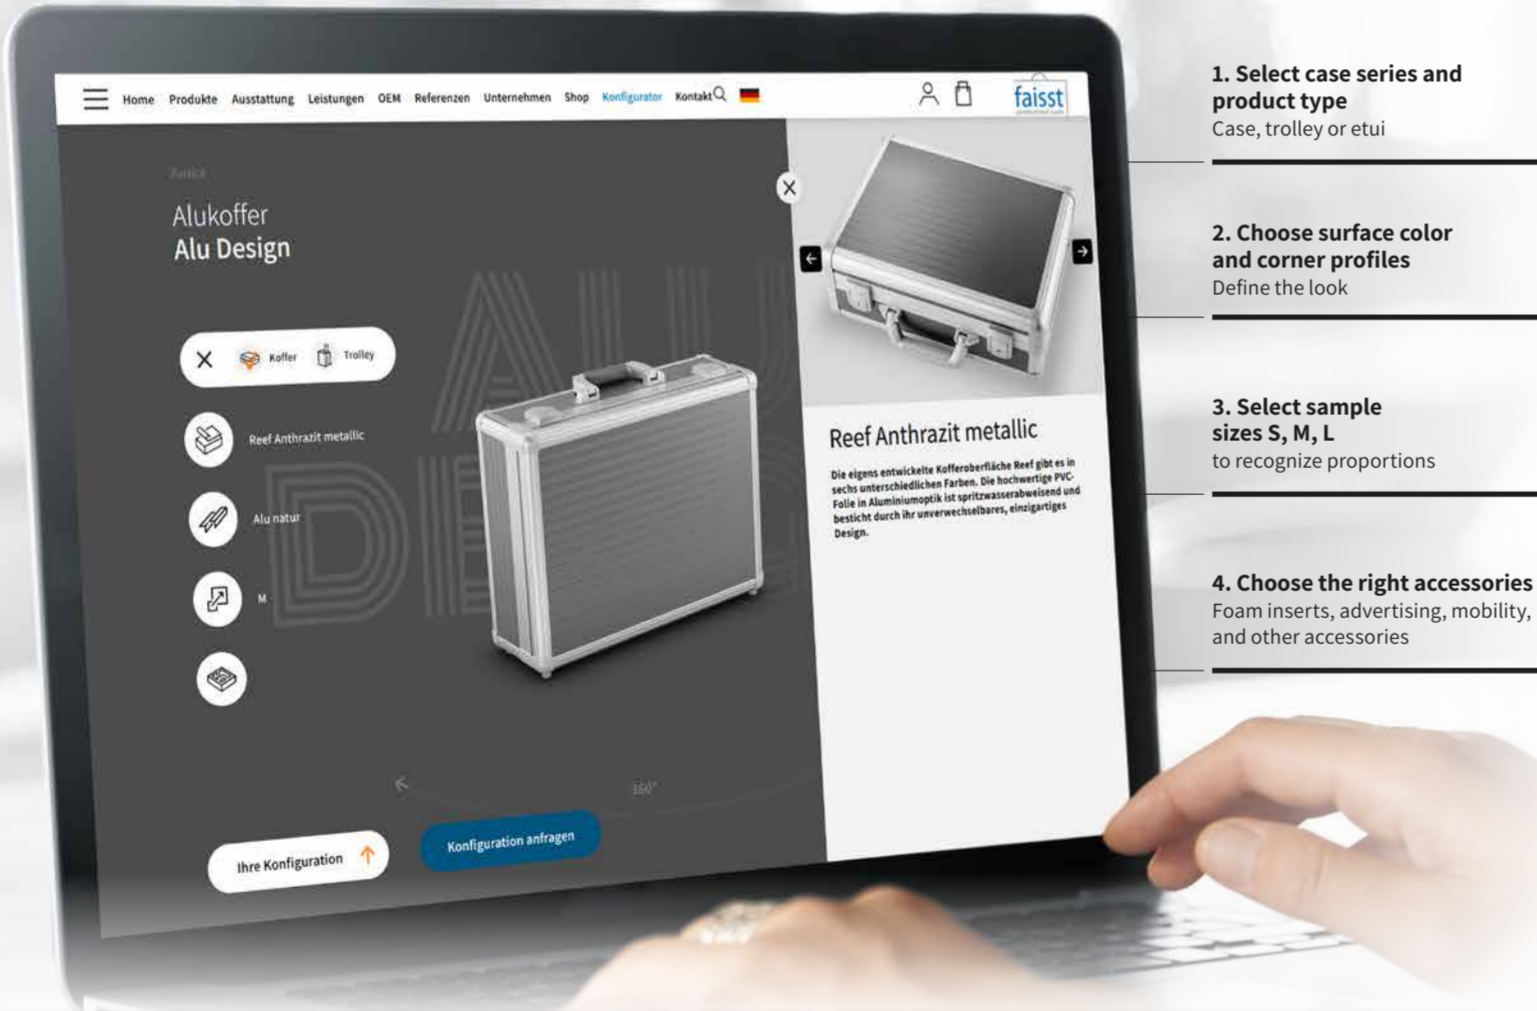 Home Produkte Ausstattung Leistungen OEM Referenzen Unternehmen Shop Konfigurator Kontakt
faisst
Zurück
Alukoffer
Alu Design
ALU
DESIGN
Koffer Trolley
Reef Anthrazit metallic
Alu natur
M
360°
Ihre Konfiguration
Konfiguration anfragen
Reef Anthrazit metallic
Die eigens entwickelte Kofferoberfläche Reef gibt es in
sechs unterschiedlichen Farben. Die hochwertige PVC-
Folie in Aluminiumoptik ist spritzwasserabweisend und
besticht durch ihr unverwechselbares, einzigartiges
Design.
1. Select case series and
product type
Case, trolley or etui
2. Choose surface color
and corner profiles
Define the look
3. Select sample
sizes S, M, L
to recognize proportions
4. Choose the right accessories
Foam inserts, advertising, mobility,
and other accessories